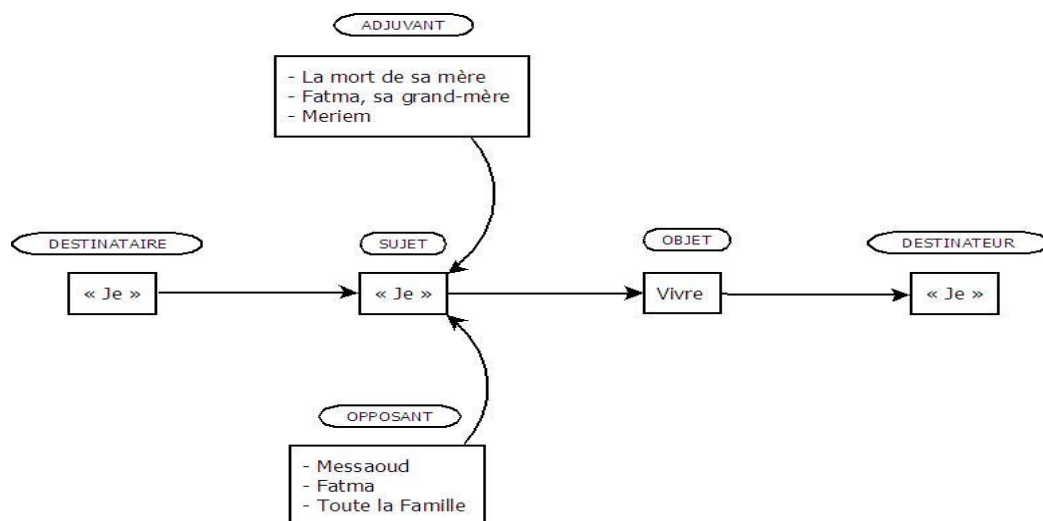 ADJUVANT
- La mort de sa mère
- Fatma, sa grand-mère
- Meriem
DESTINATAIRE
SUJET
OBJET
DESTINATEUR
« Je »
« Je »
Vivre
« Je »
OPPOSANT
- Messaoud
- Fatma
- Toute la Famille